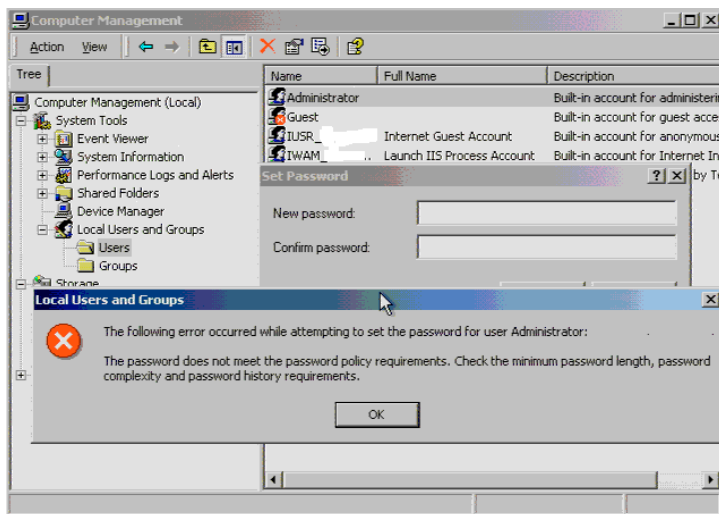 Computer Management
Action View
Tree
Name Full Name Description
Computer Management (Local)
System Tools
Event Viewer
System Information
Performance Logs and Alerts
Shared Folders
Device Manager
Local Users and Groups
Users
Groups
Storage
Administrator Built-in account for administerin
Guest Built-in account for guest acce
IUSR_ Internet Guest Account Built-in account for anonymous
IWAM_ .. Launch IIS Process Account Built-in account for Internet In
by Te
Set Password
New password:
Confirm password:
Local Users and Groups
The following error occurred while attempting to set the password for user Administrator:
The password does not meet the password policy requirements. Check the minimum password length, password
complexity and password history requirements.
OK